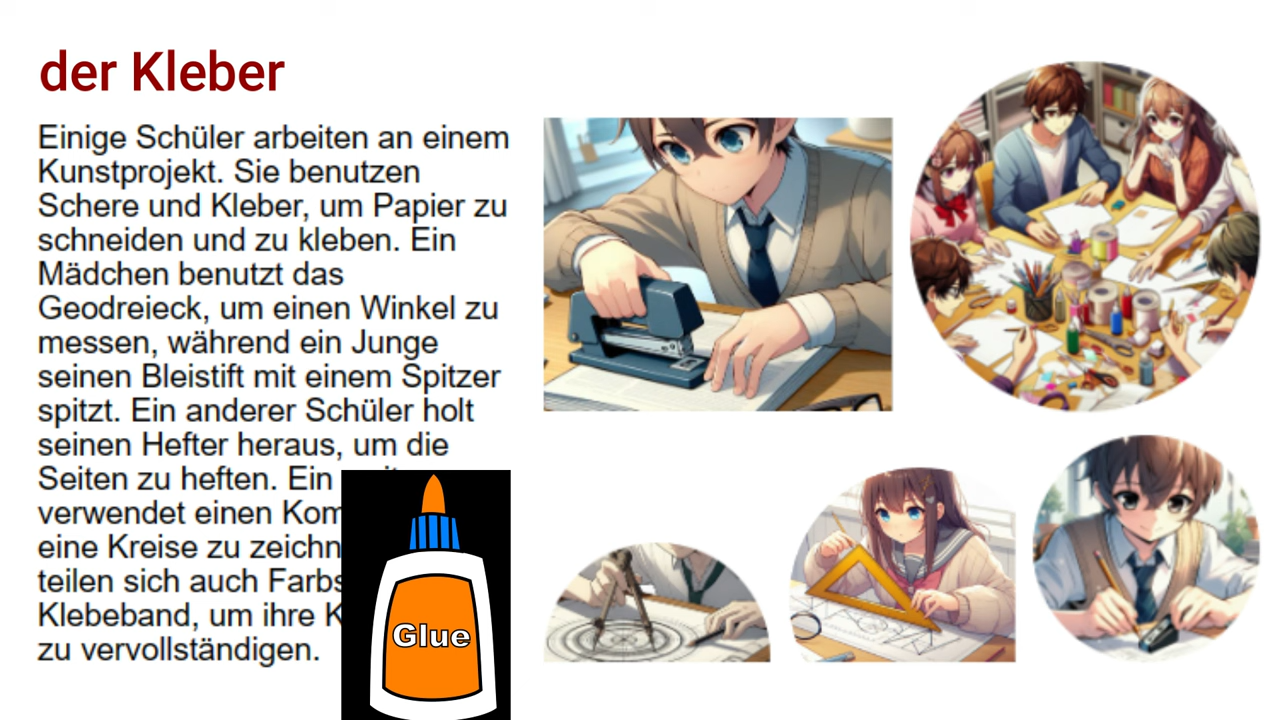 der Kleber
Einige Schüler arbeiten an einem
Kunstprojekt. Sie benutzen
Schere und Kleber, um Papier zu
schneiden und zu kleben. Ein
Mädchen benutzt das
Geodreieck, um einen Winkel zu
messen, während ein Junge
seinen Bleistift mit einem Spitzer
spitzt. Ein anderer Schüler holt
seinen Hefter heraus, um die
Seiten zu heften. Ein
verwendet einen
eine Kreise zu
teilen sich auch
Klebeband, um ihre
zu vervollständigen.
Glue